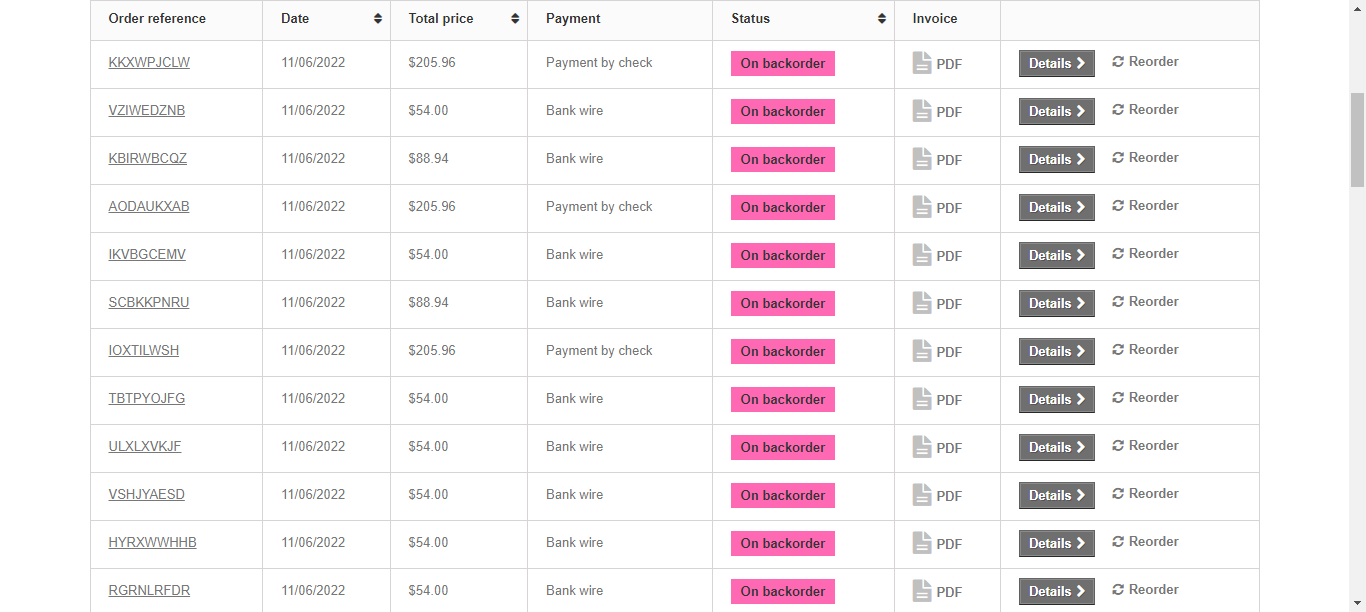 Order reference Date Total price Payment Status Invoice
KKXWPJCLW 11/06/2022 $205.96 Payment by check On backorder PDF Details Reorder
VZIWEDZNB 11/06/2022 $54.00 Bank wire On backorder PDF Details Reorder
KBIRWBCQZ 11/06/2022 $88.94 Bank wire On backorder PDF Details Reorder
AODAUKXAB 11/06/2022 $205.96 Payment by check On backorder PDF Details Reorder
IKVBGCEMV 11/06/2022 $54.00 Bank wire On backorder PDF Details Reorder
SCBKKPNRU 11/06/2022 $88.94 Bank wire On backorder PDF Details Reorder
IOXTILWSH 11/06/2022 $205.96 Payment by check On backorder PDF Details Reorder
TBTPYOJFG 11/06/2022 $54.00 Bank wire On backorder PDF Details Reorder
ULXLXVKJF 11/06/2022 $54.00 Bank wire On backorder PDF Details Reorder
VSHJYAESD 11/06/2022 $54.00 Bank wire On backorder PDF Details Reorder
HYRXWWHHB 11/06/2022 $54.00 Bank wire On backorder PDF Details Reorder
RGRNLRFDR 11/06/2022 $54.00 Bank wire On backorder PDF Details Reorder